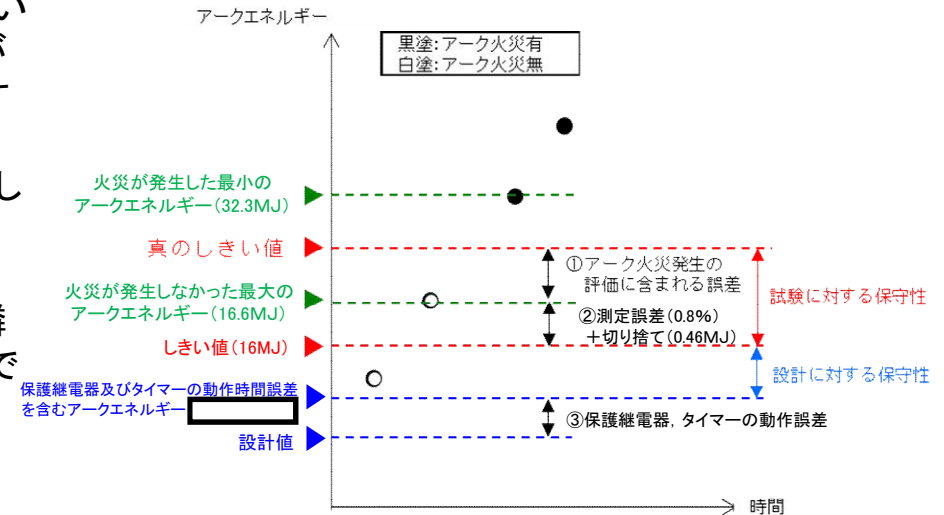 い
が
し
で
アークエネルギー
黒塗：アーク火災有
白塗：アーク火災無
火災が発生した最小の
アークエネルギー（32.3MJ）
真のしきい値
①アーク火災発生の
評価に含まれる誤差
火災が発生しなかった最大の
アークエネルギー（16.6MJ）
②測定誤差（0.8%）
＋切り捨て（0.46MJ）
試験に対する保守性
しきい値（16MJ）
設計に対する保守性
保護継電器及びタイマーの動作時間誤差
を含むアークエネルギー
③保護継電器，タイマーの動作誤差
設計値
時間